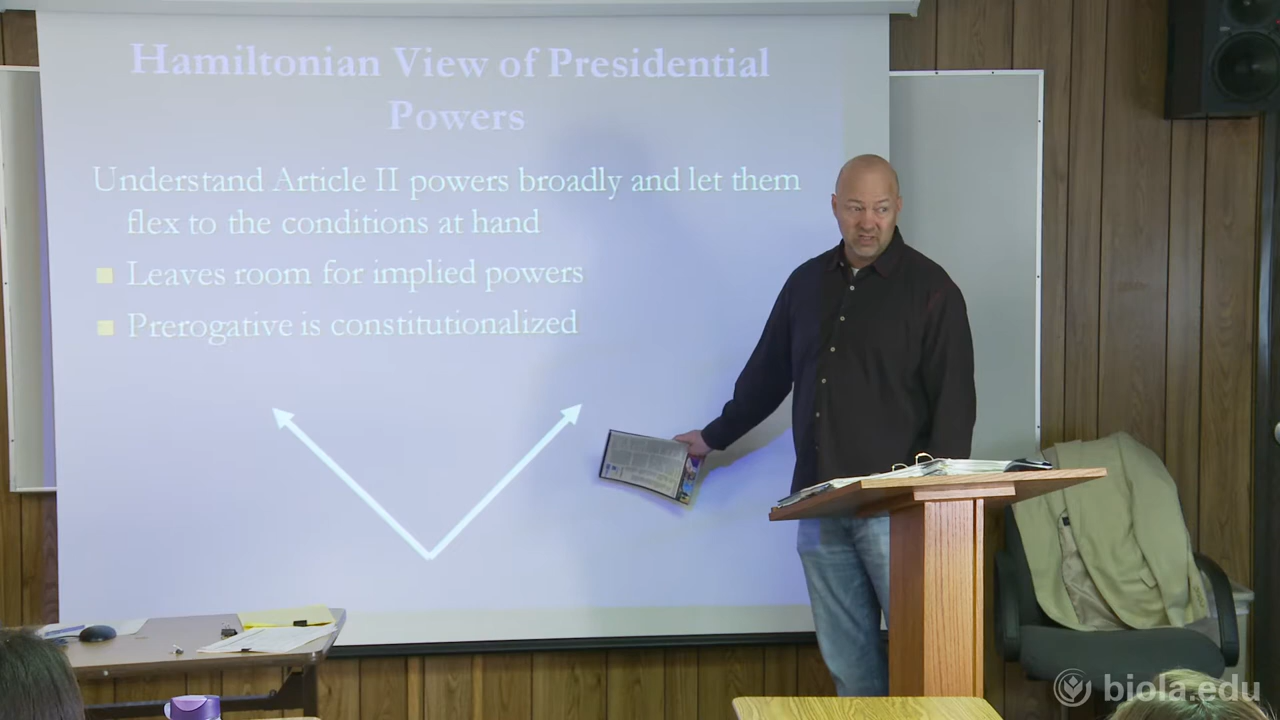 Hamiltonian View of Presidential
Powers
Understand Article II powers broadly and let them
flex to the conditions at hand
Leaves room for implied powers
Prerogative is constitutionalized
biola.edu